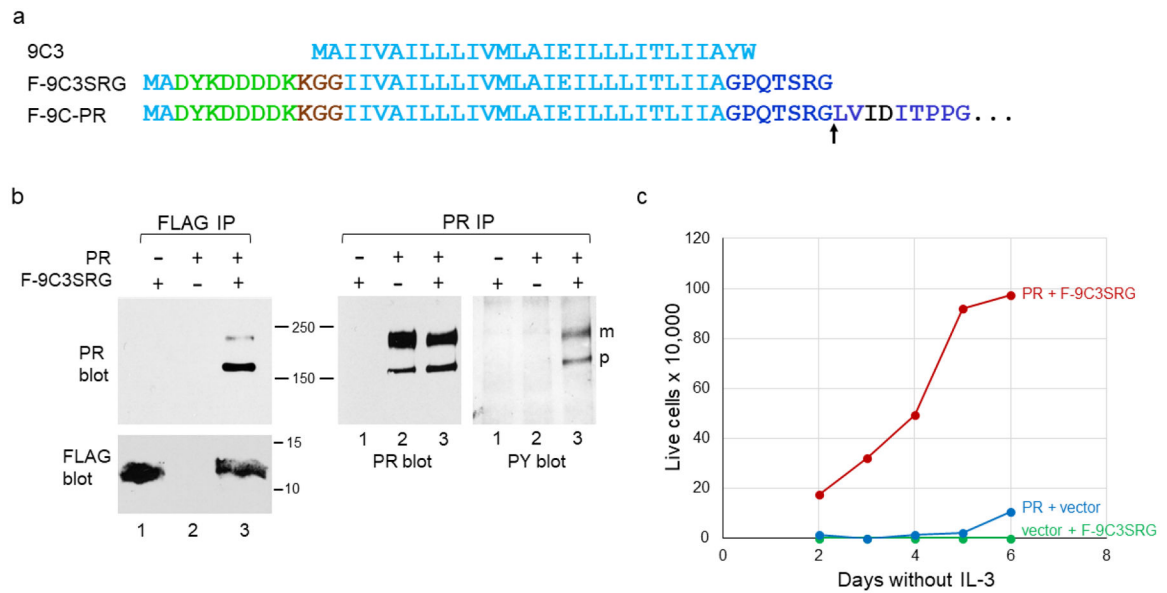 a
9C3 MAIIVAILLLIVMLAIEILLLITLIIAYW
F-9C3SRG MADYKDDDDKKGGIIVAILLLIVMLAIEILLLITLIIAGPQTSRG
F-9C-PR MADYKDDDDKKGGIIVAILLLIVMLAIEILLLITLIIAGPQTSRGLVIDITPPG...
b
FLAG IP
PR IP
PR - + + - + + - + +
F-9C3SRG + - + + - + + - +
PR blot
250
150
m
p
1 2 3
PR blot
1 2 3
PY blot
FLAG blot
15
10
1 2 3
c
Live cells x 10,000
120
100
80
60
40
20
0
0 2 4 6 8
Days without IL-3
PR + F-9C3SRG
PR + vector
vector + F-9C3SRG